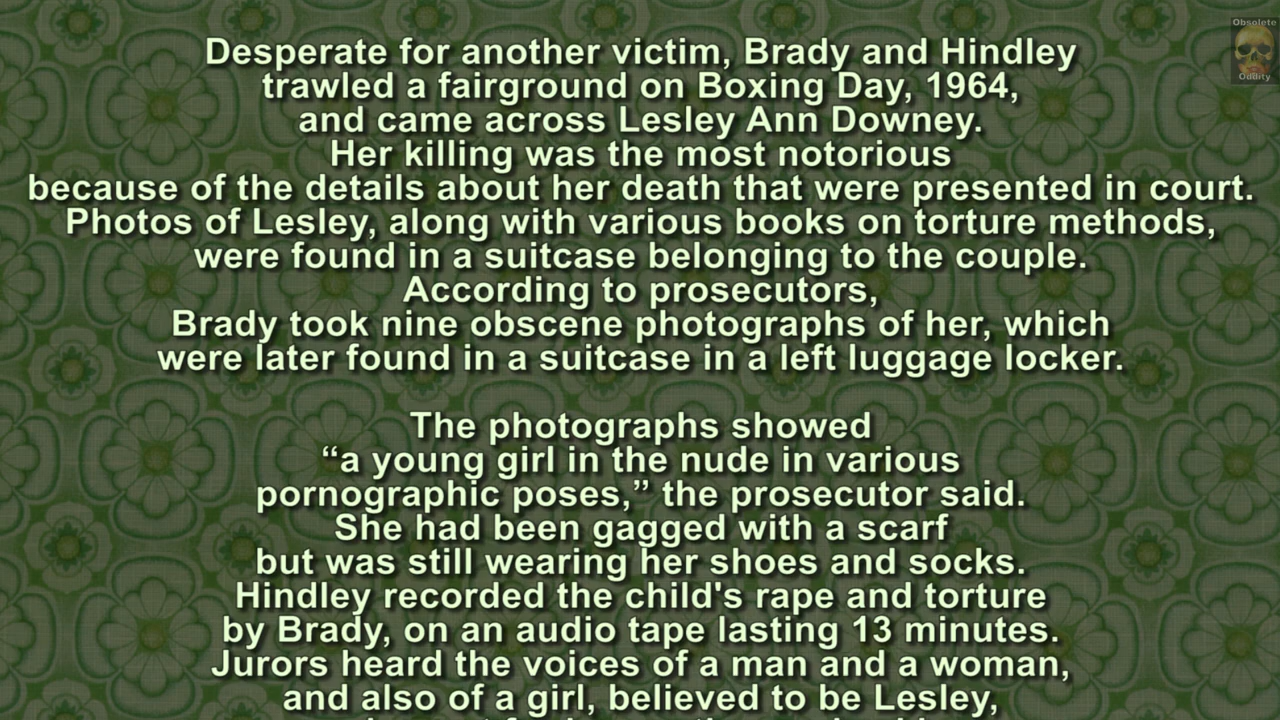 Obsolete
Oddity
Desperate for another victim, Brady and Hindley
trawled a fairground on Boxing Day, 1964,
and came across Lesley Ann Downey.
Her killing was the most notorious
because of the details about her death that were presented in court.
Photos of Lesley, along with various books on torture methods,
were found in a suitcase belonging to the couple.
According to prosecutors,
Brady took nine obscene photographs of her, which
were later found in a suitcase in a left luggage locker.
The photographs showed
“a young girl in the nude in various
pornographic poses,” the prosecutor said.
She had been gagged with a scarf
but was still wearing her shoes and socks.
Hindley recorded the child's rape and torture
by Brady, on an audio tape lasting 13 minutes.
Jurors heard the voices of a man and a woman,
and also of a girl, believed to be Lesley,